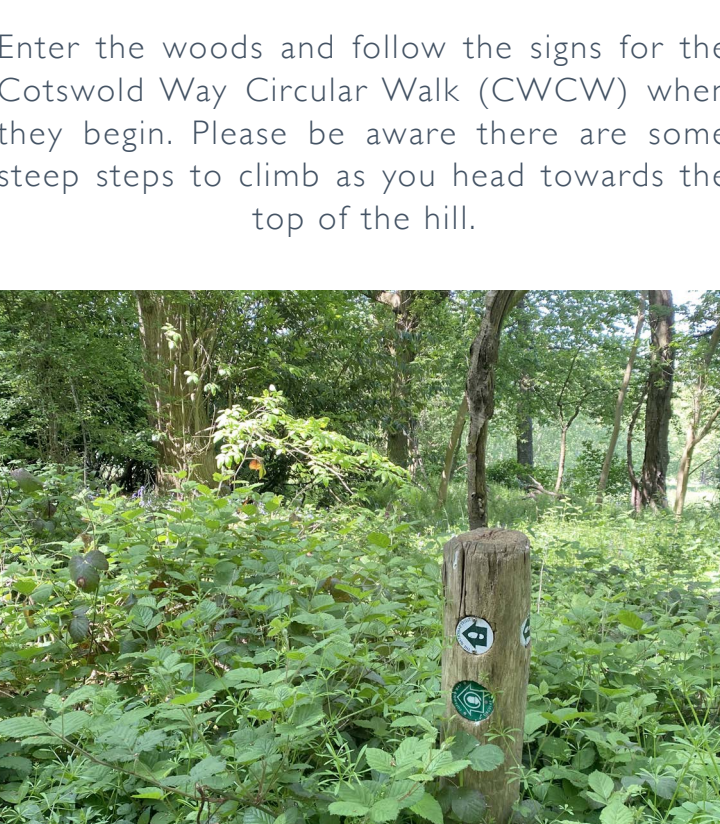 Enter the woods and follow the signs for the
Cotswold Way Circular Walk (CWCW) when
they begin. Please be aware there are some
steep steps to climb as you head towards the
top of the hill.